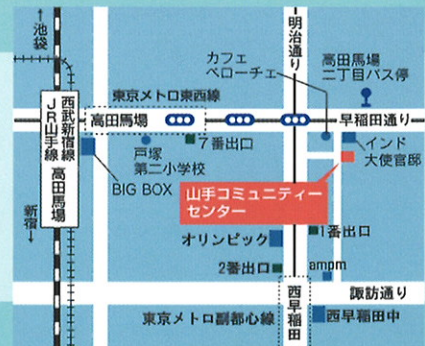 ↑池袋
明治通り
カフェ
ベローチェ
高田馬場
二丁目バス停
東京メトロ東西線
西武新宿線
JR山手線
高田馬場
高田馬場
早稲田通り
戸塚
第二小学校
7番出口
インド
大使官邸
BIG BOX
山手コミュニティー
センター
新宿↓
オリンピック
1番出口
2番出口
ampm
西早稲田
諏訪通り
東京メトロ副都心線
西早稲田中